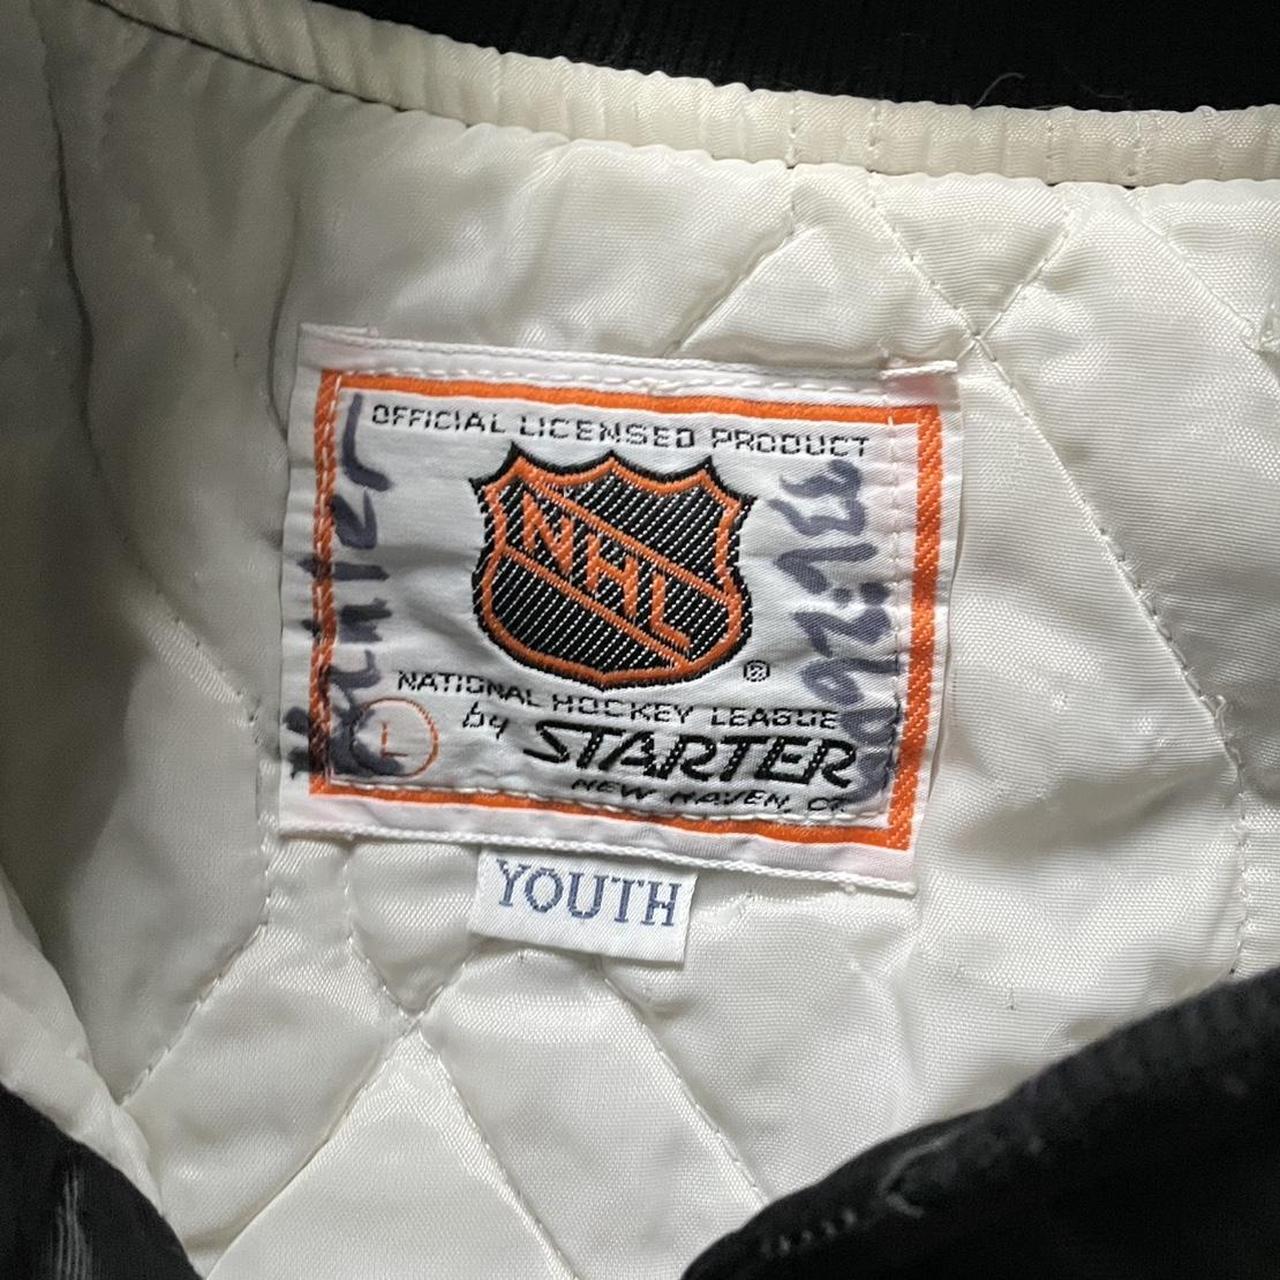 OFFICIAL LICENSED PRODUCT
NHL
®
NATIONAL HOCKEY LEAGUE
L
by STARTER
NEW HAVEN, CT.
YOUTH